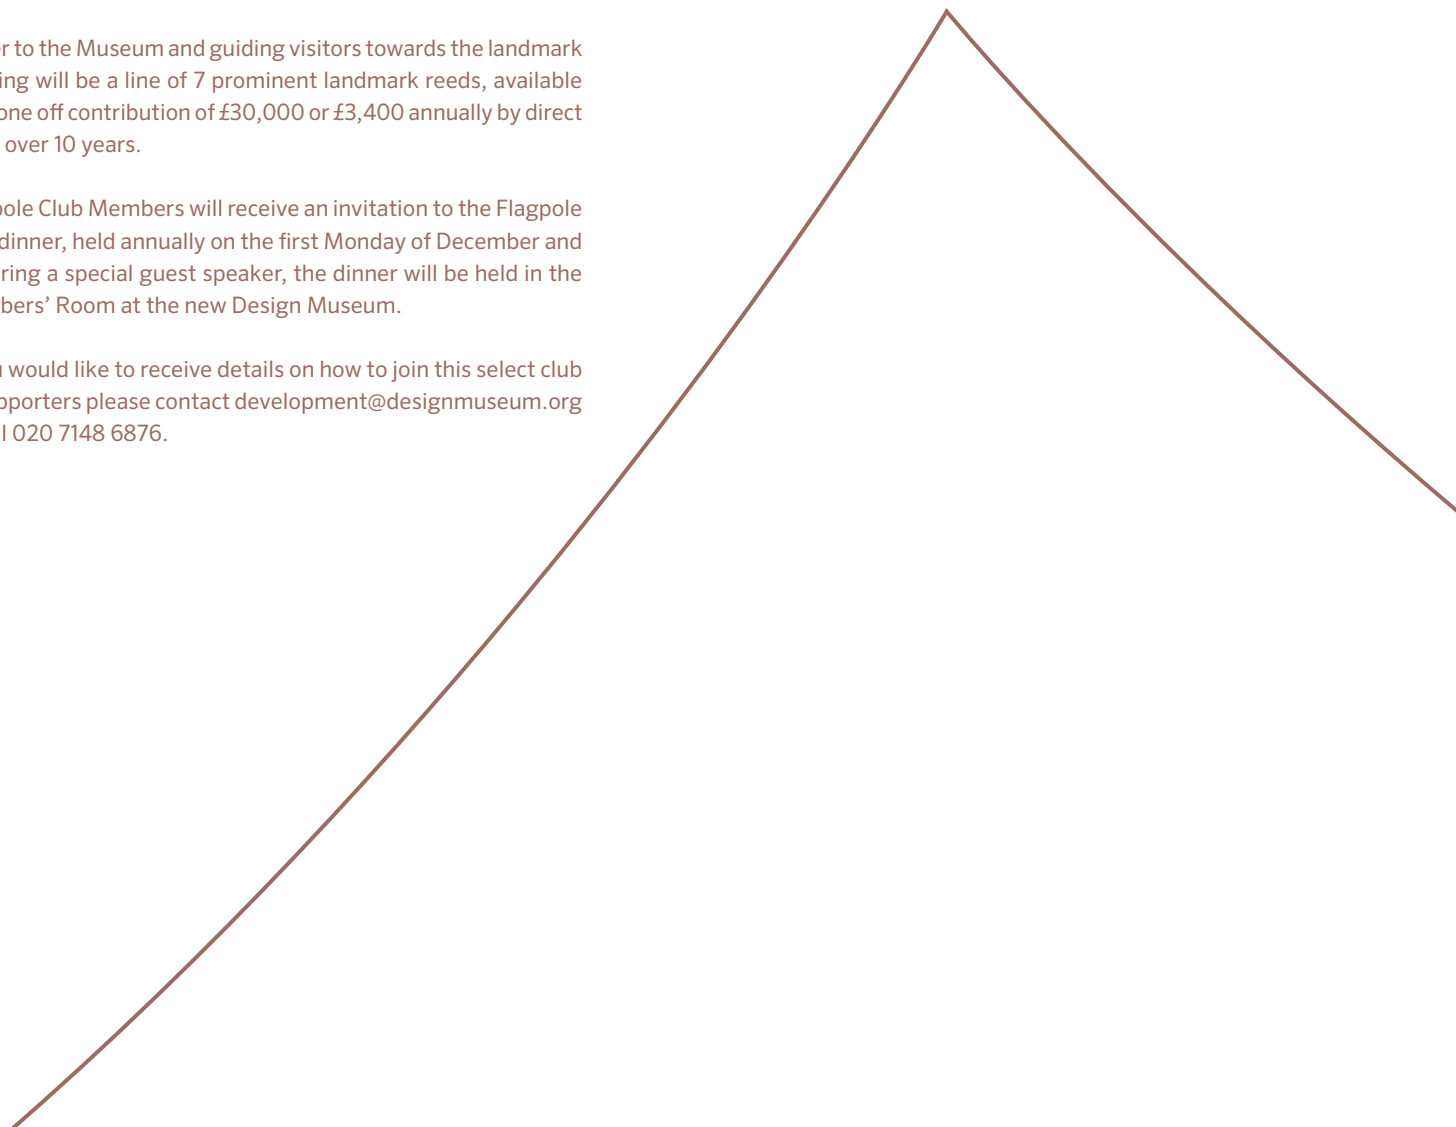 r to the Museum and guiding visitors towards the landmark
ing will be a line of 7 prominent landmark reeds, available
one off contribution of £30,000 or £3,400 annually by direct
over 10 years.
pole Club Members will receive an invitation to the Flagpole
dinner, held annually on the first Monday of December and
ring a special guest speaker, the dinner will be held in the
bers’ Room at the new Design Museum.
u would like to receive details on how to join this select club
pporters please contact development@designmuseum.org
l 020 7148 6876.